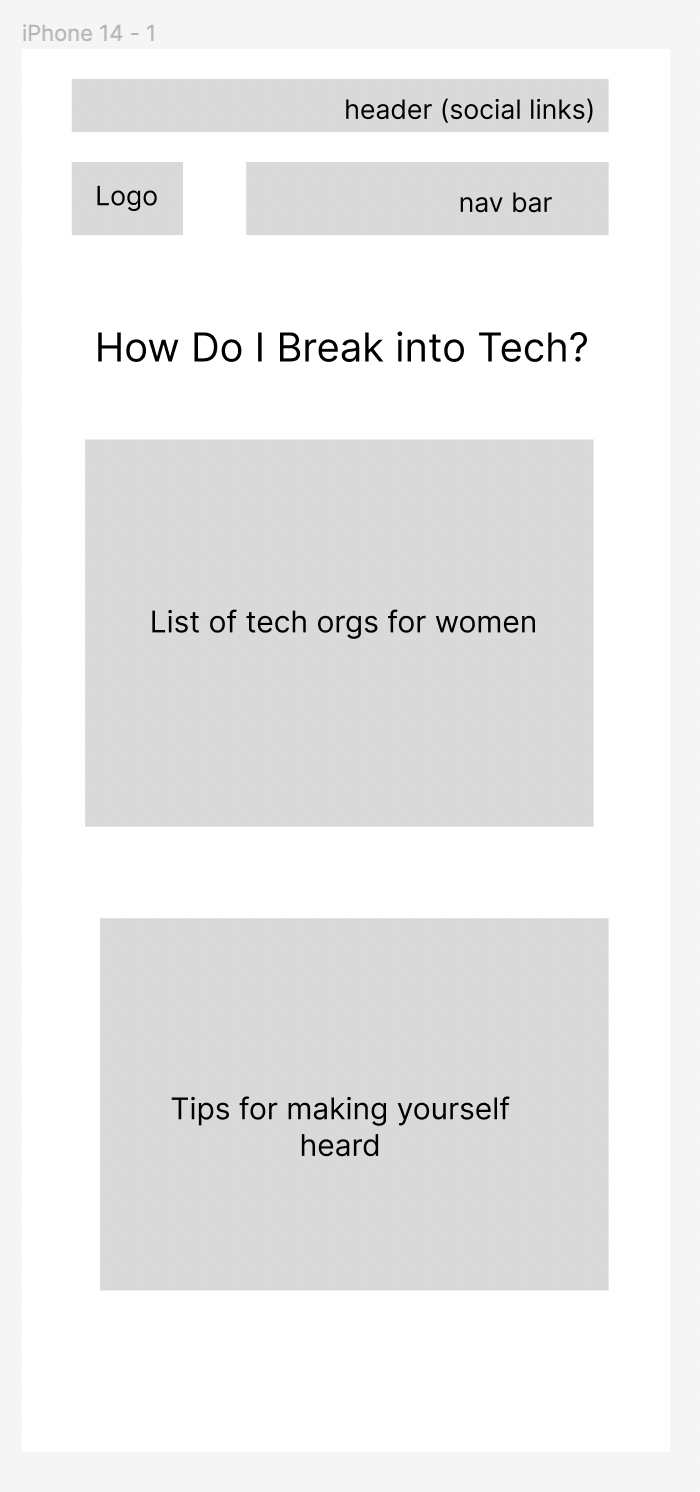 iPhone 14 - 1
header (social links)
Logo
nav bar
How Do I Break into Tech?
List of tech orgs for women
Tips for making yourself
heard